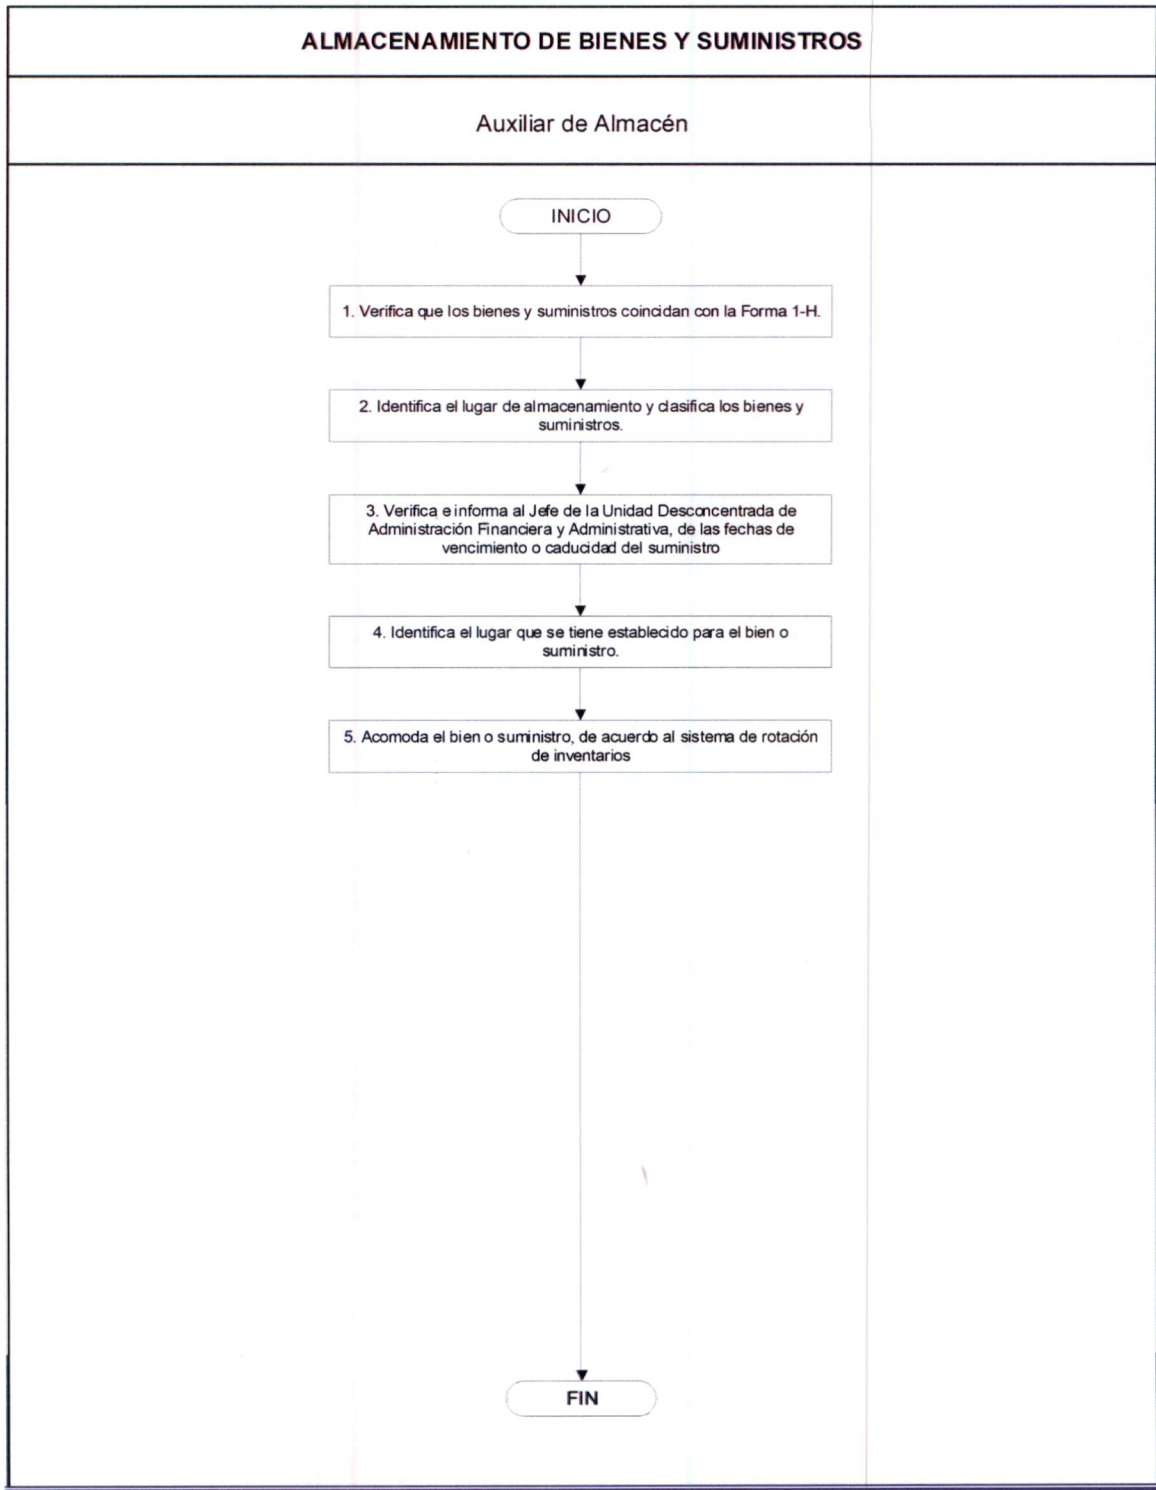 ALMACENAMIENTO DE BIENES Y SUMINISTROS
Auxiliar de Almacén
INICIO
1. Verifica que los bienes y suministros coincidan con la Forma 1-H.
2. Identifica el lugar de almacenamiento y clasifica los bienes y
suministros.
3. Verifica e informa al Jefe de la Unidad Desconcentrada de
Administración Financiera y Administrativa, de las fechas de
vencimiento o caducidad del suministro
4. Identifica el lugar que se tiene establecido para el bien o
suministro.
5. Acomoda el bien o suministro, de acuerdo al sistema de rotación
de inventarios
FIN